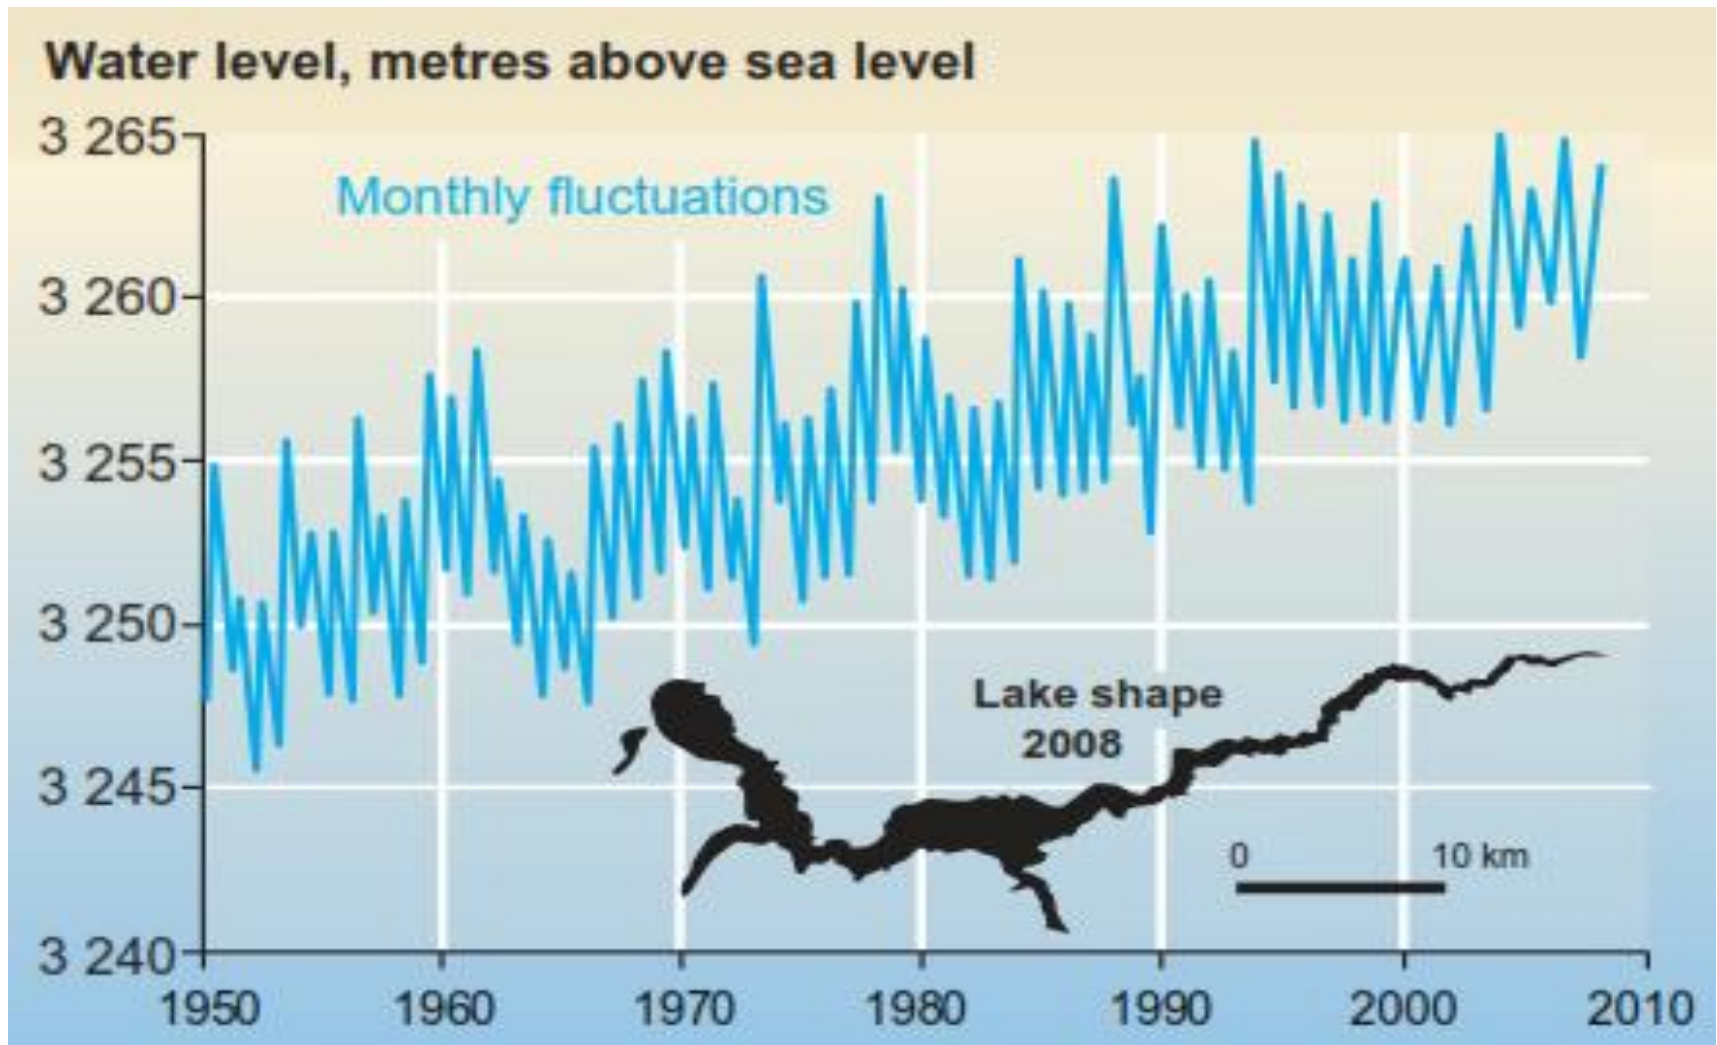 Water level, metres above sea level
3 265
Monthly fluctuations
3 260
3 255
3 250
Lake shape
2008
3 245
0 10 km
3 240
1950 1960 1970 1980 1990 2000 2010